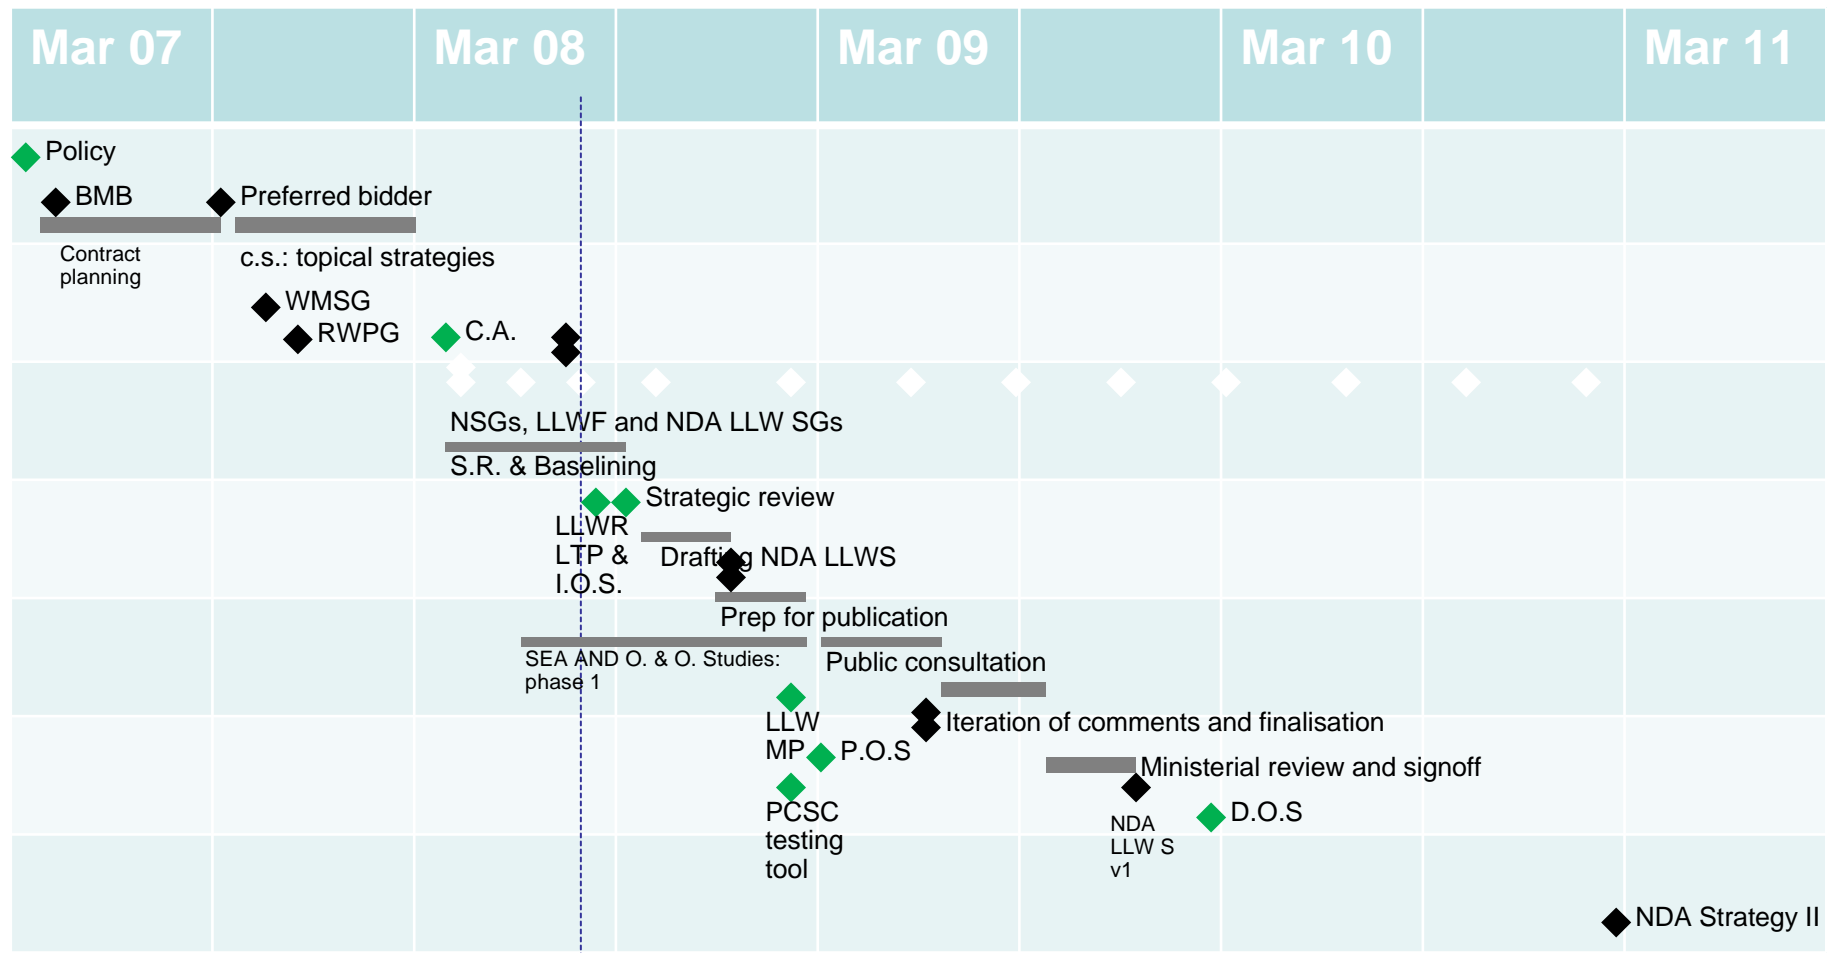 Mar 07 Mar 08 Mar 09 Mar 10 Mar 11
Policy
BMB
Preferred bidder
Contract
planning
c.s.: topical strategies
WMSG
RWPG
C.A.
NSGs, LLWF and NDA LLW SGs
S.R. & Baselining
Strategic review
LLWR
LTP &
I.O.S.
Drafting NDA LLWS
Prep for publication
SEA AND O. & O. Studies:
phase 1
Public consultation
LLW
MP
Iteration of comments and finalisation
P.O.S
Ministerial review and signoff
PCSC
testing
tool
NDA
LLW S
v1
D.O.S
NDA Strategy II